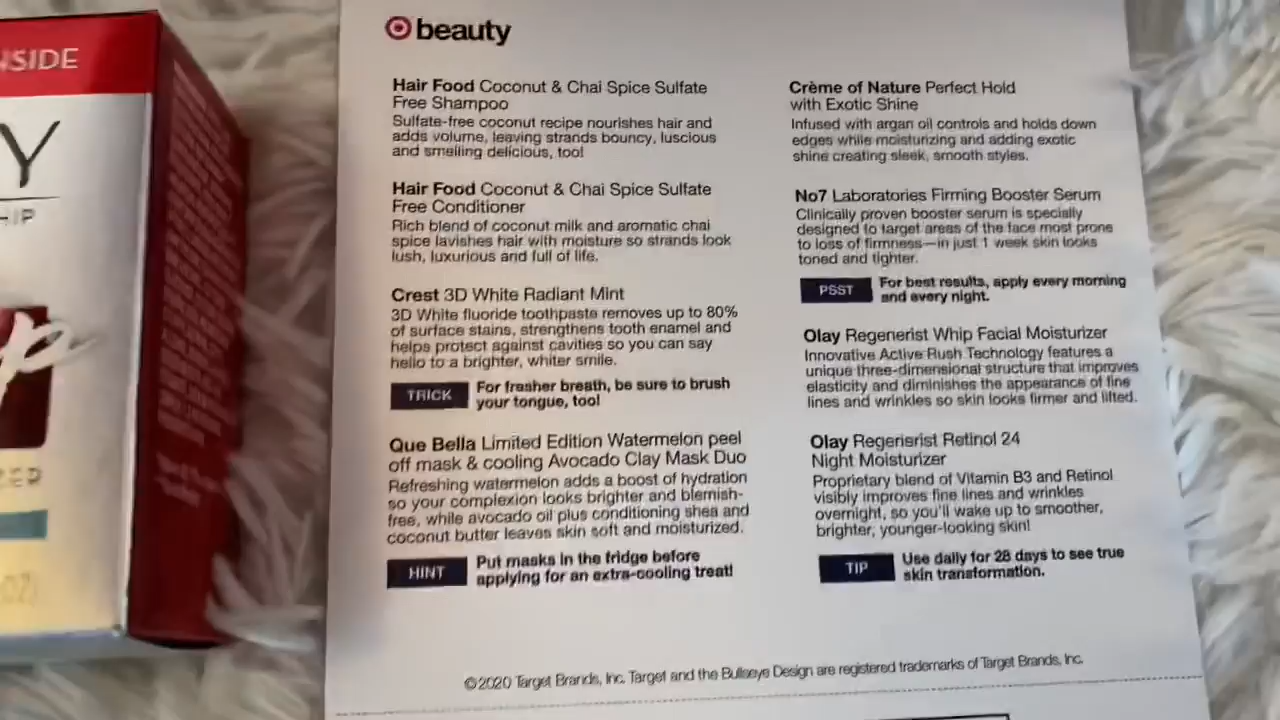 NSIDE
Y
HIP
p
ZER
OZ)
beauty
Hair Food Coconut & Chai Spice Sulfate
Free Shampoo
Sulfate-free coconut recipe nourishes hair and
adds volume, leaving strands bouncy, luscious
and smelling delicious, too!
Hair Food Coconut & Chai Spice Sulfate
Free Conditioner
Rich blend of coconut milk and aromatic chai
spice lavishes hair with moisture so strands look
lush, luxurious and full of life.
Crest 3D White Radiant Mint
3D White fluoride toothpaste removes up to 80%
of surface stains, strengthens tooth enamel and
helps protect against cavities so you can say
hello to a brighter, whiter smile.
TRICK For fresher breath, be sure to brush
your tongue, too!
Que Bella Limited Edition Watermelon peel
off mask & cooling Avocado Clay Mask Duo
Refreshing watermelon adds a boost of hydration
so your complexion looks brighter and blemish-
free, while avocado oil plus conditioning shea and
coconut butter leaves skin soft and moisturized.
HINT Put masks in the fridge before
applying for an extra-cooling treat!
Crème of Nature Perfect Hold
with Exotic Shine
Infused with argan oil controls and holds down
edges while moisturizing and adding exotic
shine creating sleek, smooth styles.
No7 Laboratories Firming Booster Serum
Clinically proven booster serum is specially
designed to target areas of the face most prone
to loss of firmness—in just 1 week skin looks
toned and tighter.
PSST For best results, apply every morning
and every night.
Olay Regenerist Whip Facial Moisturizer
Innovative Active Rush Technology features a
unique three-dimensional structure that improves
elasticity and diminishes the appearance of fine
lines and wrinkles so skin looks firmer and lifted.
Olay Regenerist Retinol 24
Night Moisturizer
Proprietary blend of Vitamin B3 and Retinol
visibly improves fine lines and wrinkles
overnight, so you'll wake up to smoother,
brighter, younger-looking skin!
TIP Use daily for 28 days to see true
skin transformation.
©2020 Target Brands, Inc. Target and the Bullseye Design are registered trademarks of Target Brands, Inc.